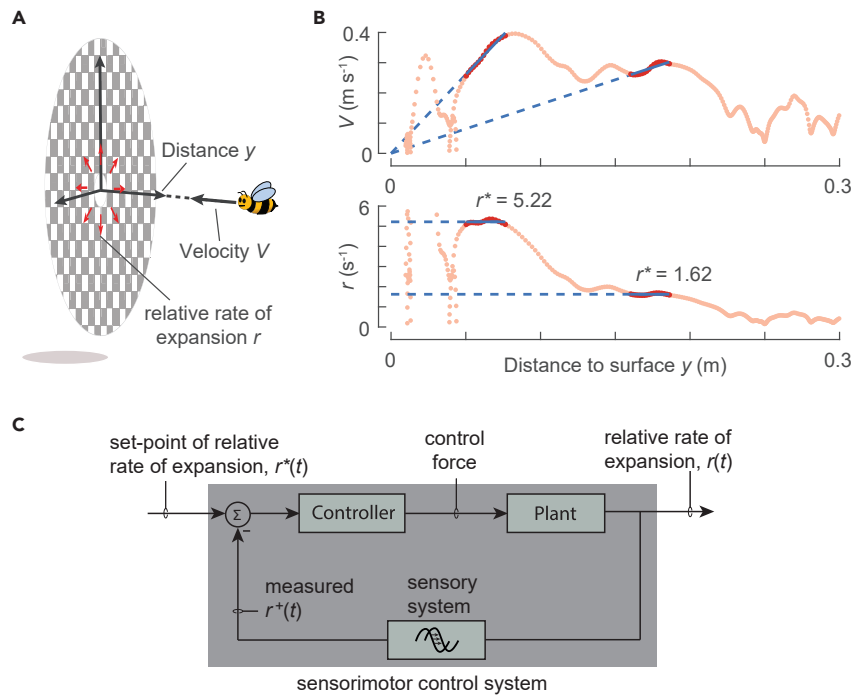 A
Distance y
Velocity V
relative rate of
expansion r
B
0.4
V (m s⁻¹)
0
0
0.3
6
r (s⁻¹)
0
r* = 5.22
r* = 1.62
0
Distance to surface y (m)
0.3
C
set-point of relative
rate of expansion, r*(t)
control
force
relative rate of
expansion, r(t)
Σ
−
Controller
Plant
measured
r⁺(t)
sensory
system
sensorimotor control system